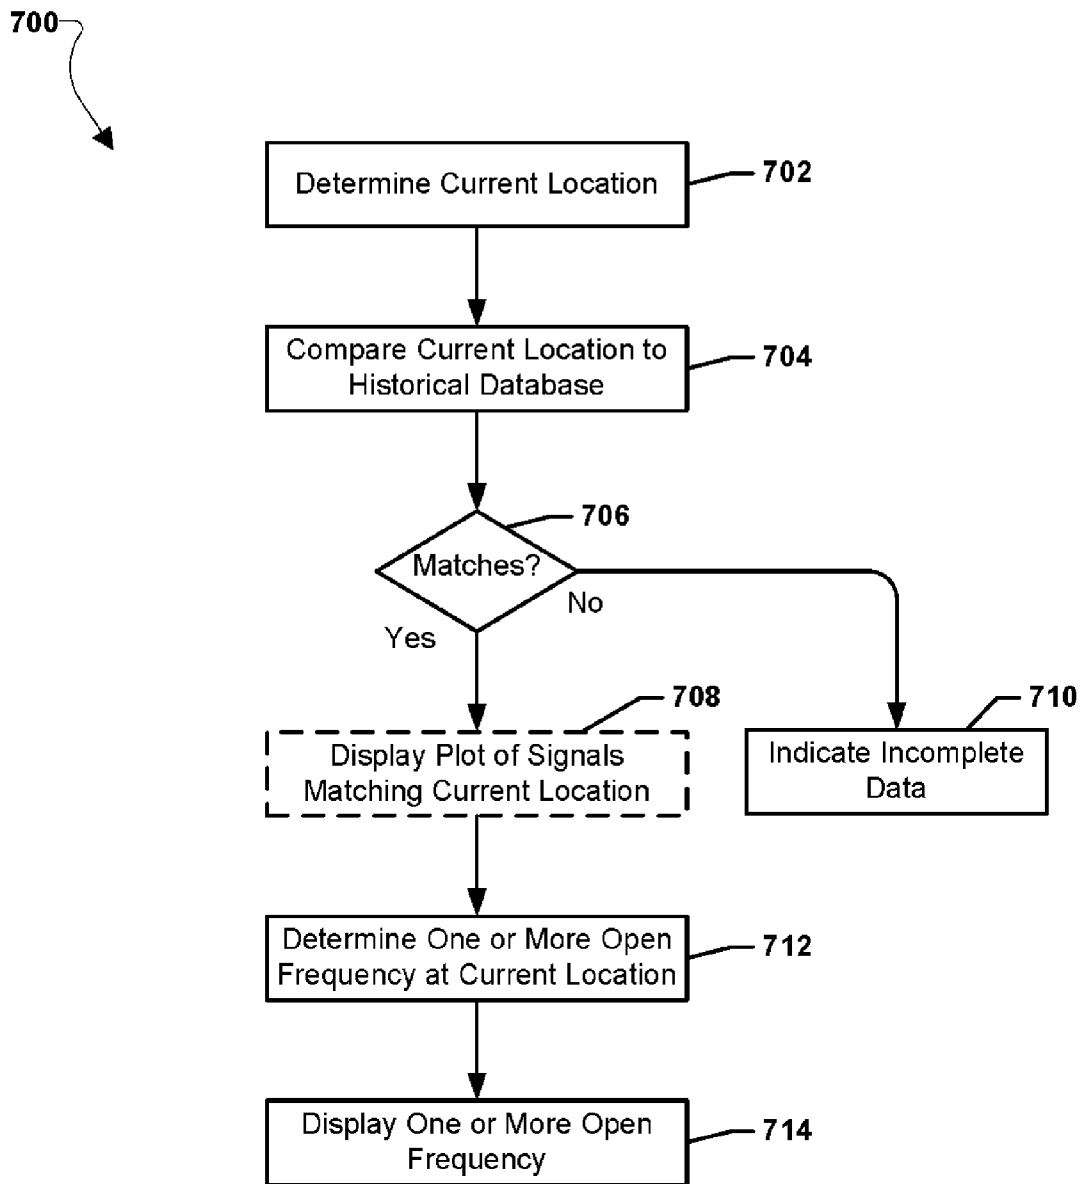 700
Determine Current Location
702
Compare Current Location to
Historical Database
704
706
Matches?
No
Yes
708
710
Display Plot of Signals
Matching Current Location
Indicate Incomplete
Data
Determine One or More Open
Frequency at Current Location
712
Display One or More Open
Frequency
714